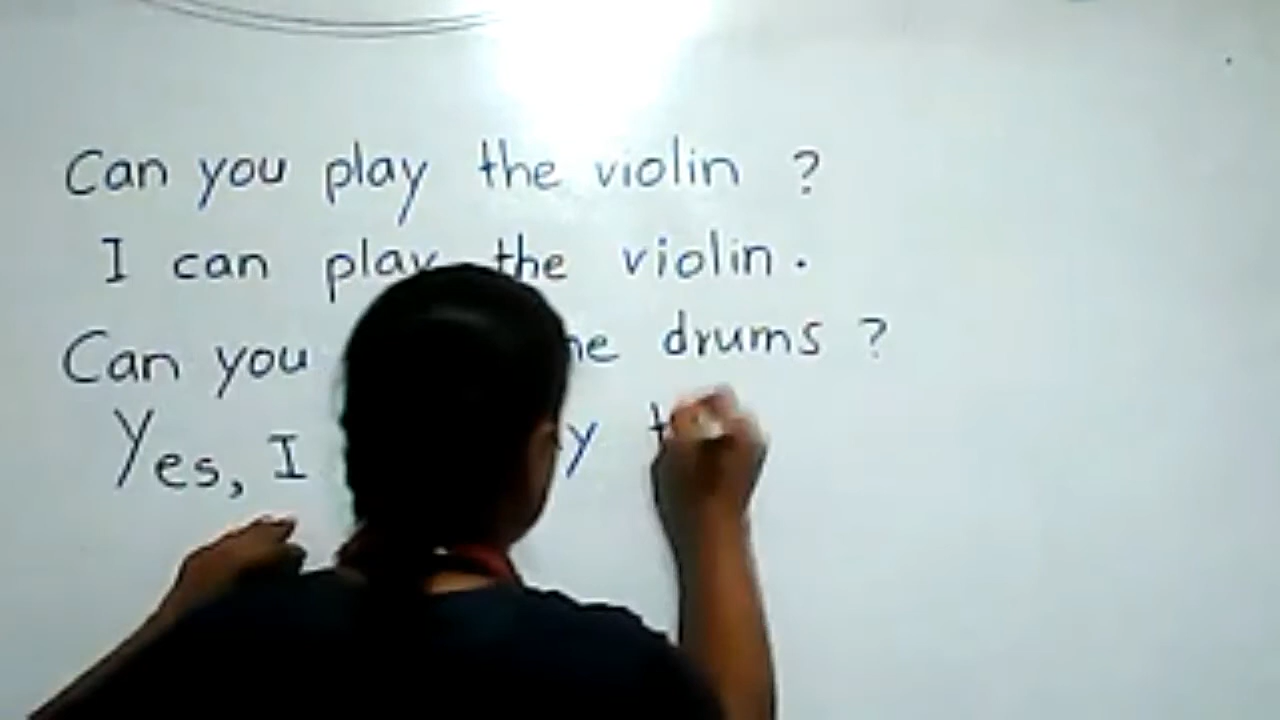 Can you play the violin ?
I can play the violin .
Can you drums ?
Yes, I